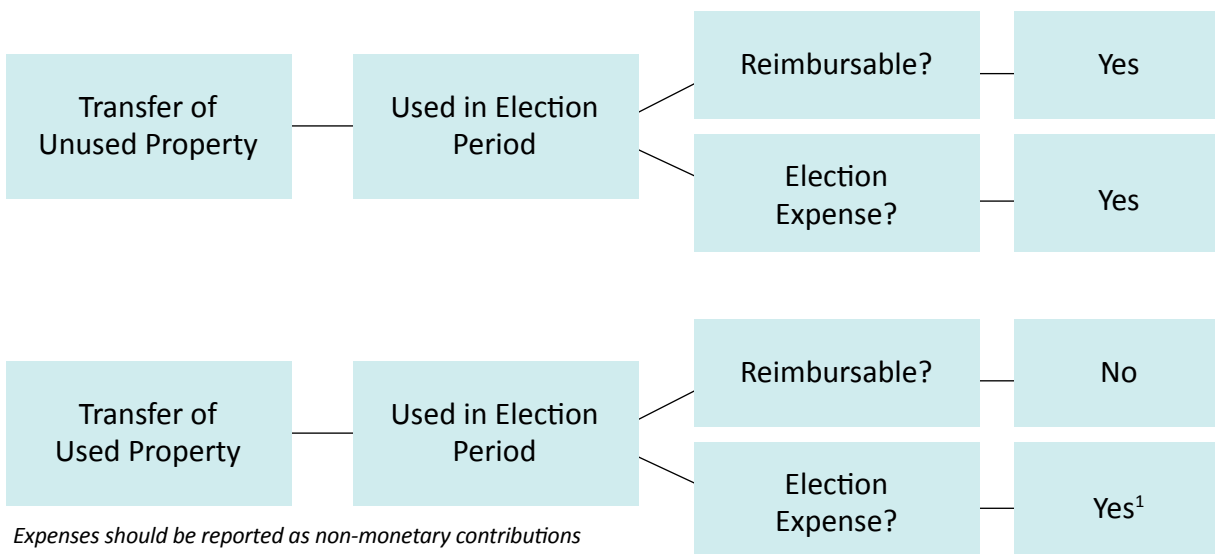 Transfer of
Unused Property
Used in Election
Period
Reimbursable?
Yes
Election
Expense?
Yes
Transfer of
Used Property
Used in Election
Period
Reimbursable?
No
Election
Expense?
Yes¹
Expenses should be reported as non-monetary contributions